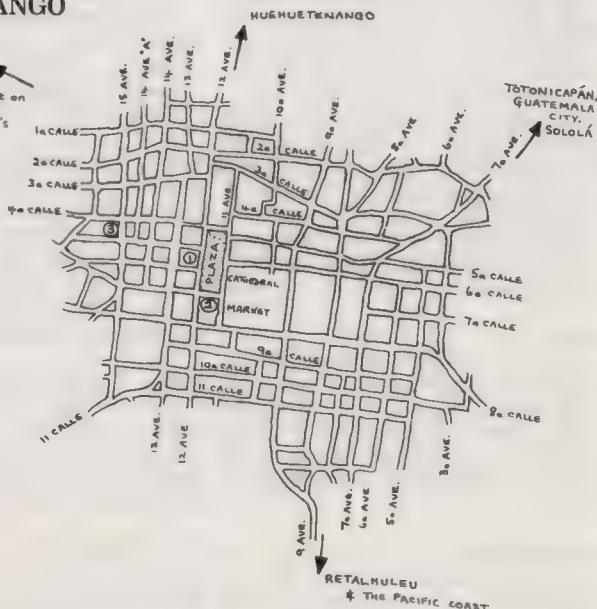 ANGO
HUEHUETENANGO
TOTONICAPÁN,
GUATEMALA
CITY,
SOLOLÁ
on
's
15 AVE.
14 AVE "A"
14 AVE.
13 AVE.
12 AVE.
10a AVE.
9a AVE.
8a AVE
6a AVE
7a AVE.
1a CALLE
2a CALLE
3a CALLE
4a CALLE
2a CALLE
3a CALLE
11 AVE
4a CALLE
③
①
PLAZA
CATHEDRAL
MARKET
5a CALLE
6a CALLE
7a CALLE
9a CALLE
10a CALLE
11 CALLE
11 CALLE
8a CALLE
13 AVE.
12 AVE
9 AVE.
7a AVE.
6a AVE
5a AVE.
3a AVE.
RETALHULEU
& THE PACIFIC COAST